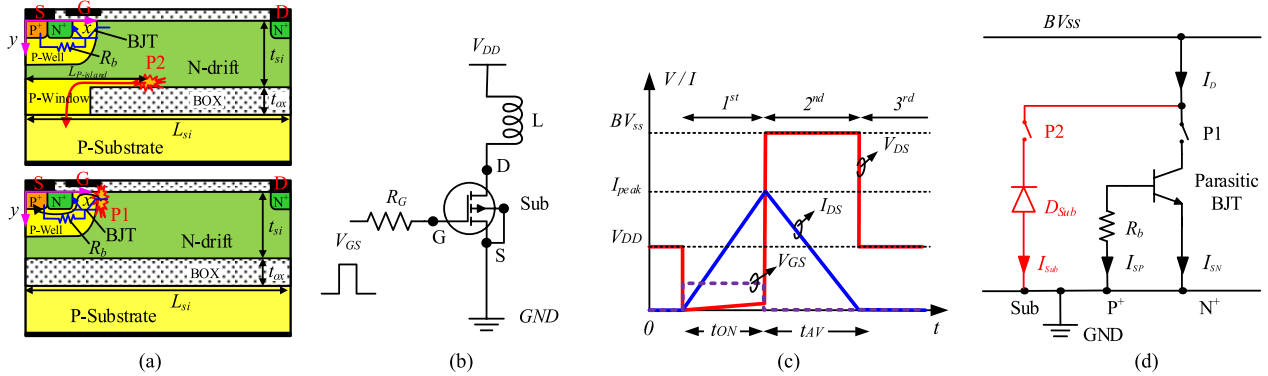 S G D
P+ N+ x BJT
y P-Well Rb P2 tsi
LP-island N-drift
P-Window BOX tox
Lsi
P-Substrate
S G D
P+ N+ x P1
y P-Well BJT tsi
Rb N-drift
BOX tox
Lsi
P-Substrate
(a)
VDD
L
D
RG Sub
G
VGS S
GND
(b)
V / I
1st 2nd 3rd
BVss
VDS
Ipeak
IDS
VDD
VGS
0 tON tAV t
(c)
BVss
ID
P2 P1
Parasitic
BJT
DSub
Rb
ISub ISP ISN
Sub P+ N+
GND
(d)